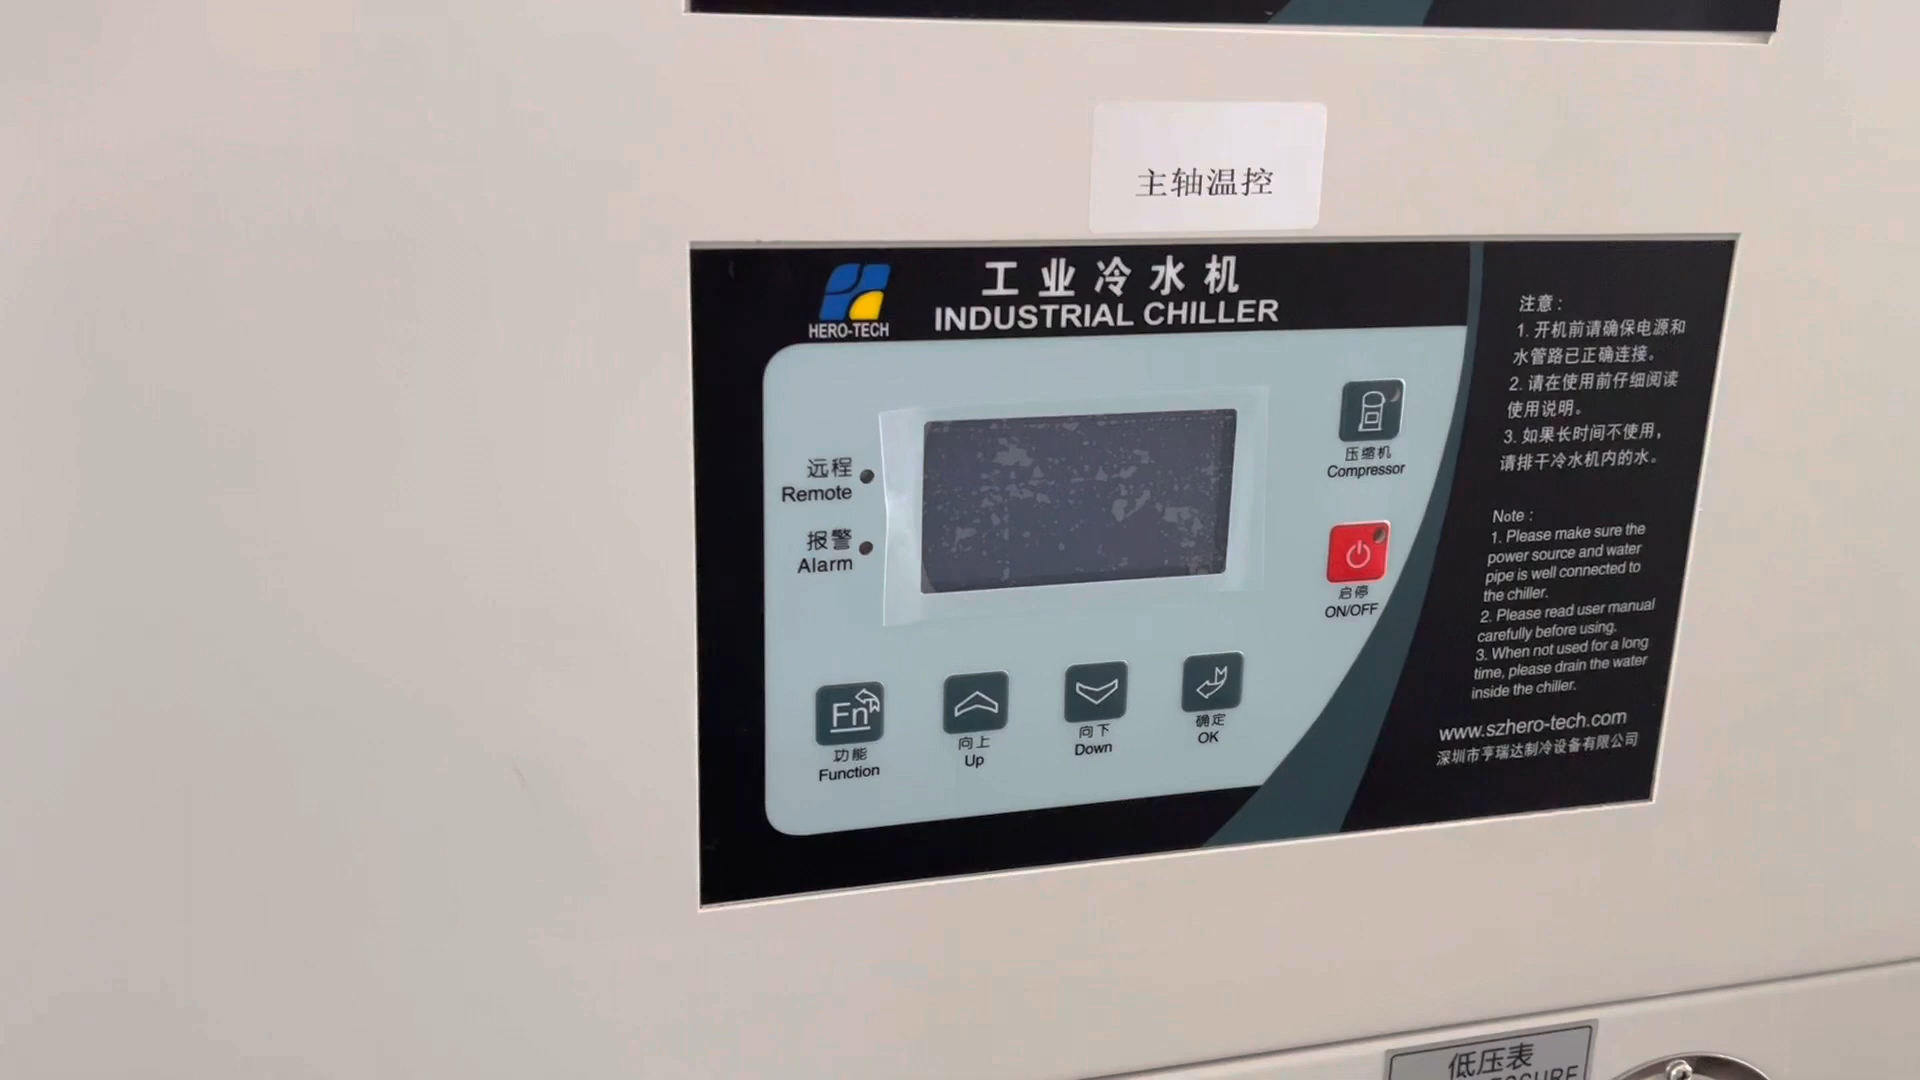 主轴温控
工业冷水机
INDUSTRIAL CHILLER
HERO-TECH
远程
Remote
报警
Alarm
压缩机
Compressor
启停
ON/OFF
Fn
功能
Function
向上
Up
向下
Down
确定
OK
注意：
1. 开机前请确保电源和
水管路已正确连接。
2. 请在使用前仔细阅读
使用说明。
3. 如果长时间不使用，
请排干冷水机内的水。
Note :
1. Please make sure the
power source and water
pipe is well connected to
the chiller.
2. Please read user manual
carefully before using.
3. When not used for a long
time, please drain the water
inside the chiller.
www.szhero-tech.com
深圳市亨瑞达制冷设备有限公司
低压表